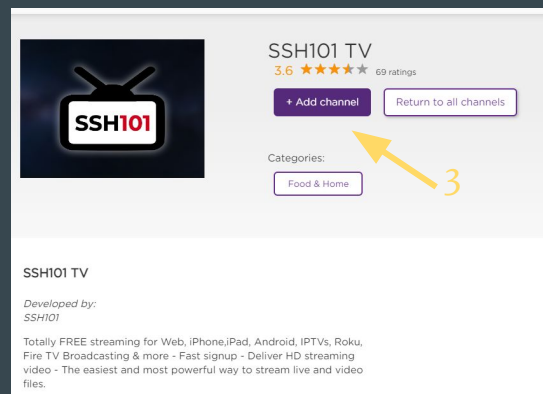 SSH101 TV
3.6 69 ratings
SSH101
+ Add channel Return to all channels
Categories:
3
Food & Home
SSH101 TV
Developed by:
SSH101
Totally FREE streaming for Web, iPhone,iPad, Android, IPTVs, Roku,
Fire TV Broadcasting & more - Fast signup - Deliver HD streaming
video - The easiest and most powerful way to stream live and video
files.